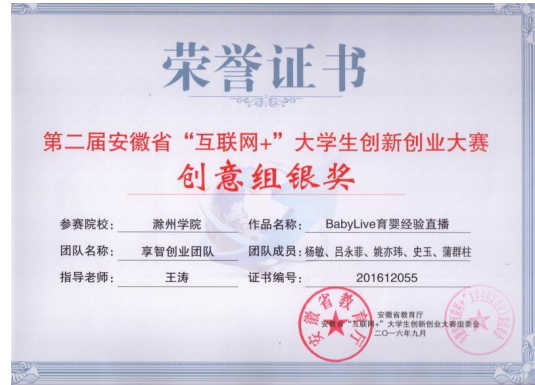 荣誉证书
第二届安徽省“互联网+”大学生创新创业大赛
创意组银奖
参赛院校: 滁州学院 作品名称: BabyLive育婴经验直播
团队名称: 享智创业团队 团队成员: 杨敏、吕永菲、姚亦玮、史玉、蒲群柱
指导老师: 王涛 证书编号: 201612055
安徽省教育厅
安徽省“互联网+”大学生创新创业大赛组委会
二〇一六年九月
安徽省教育厅